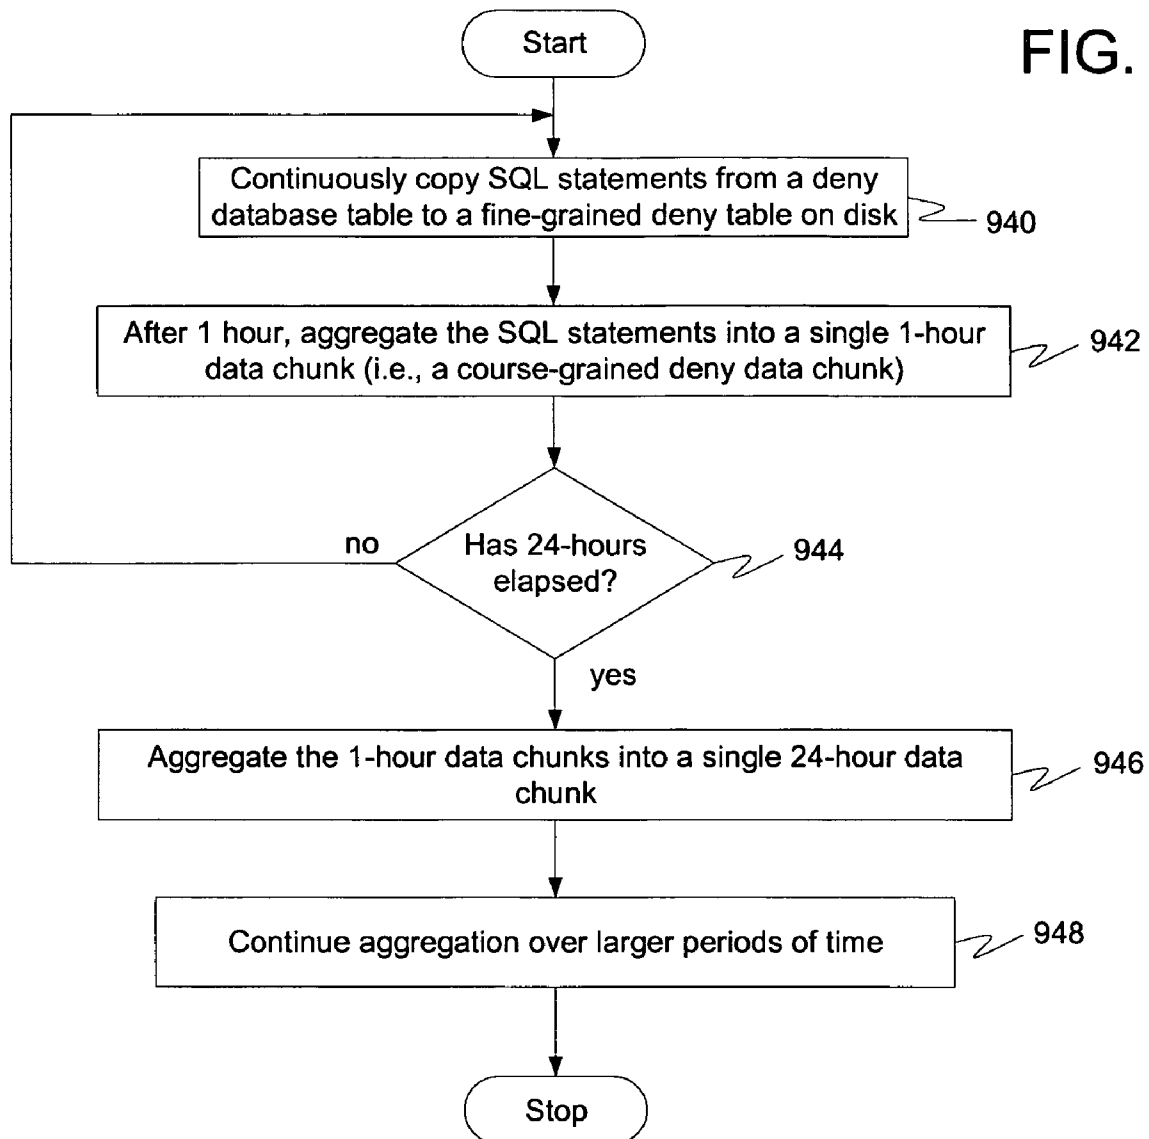 Start
FIG.
Continuously copy SQL statements from a deny
database table to a fine-grained deny table on disk
940
After 1 hour, aggregate the SQL statements into a single 1-hour
data chunk (i.e., a course-grained deny data chunk)
942
no
Has 24-hours
elapsed?
944
yes
Aggregate the 1-hour data chunks into a single 24-hour data
chunk
946
Continue aggregation over larger periods of time
948
Stop